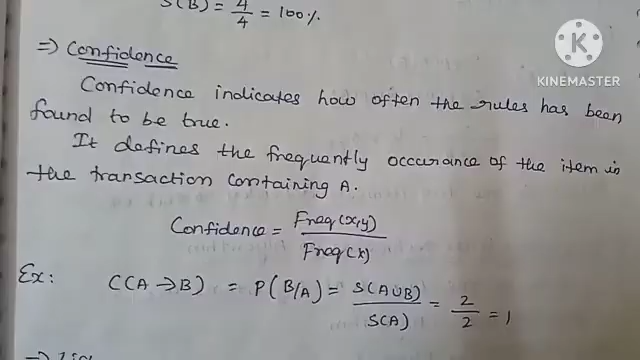 S(B) = 4/4 = 100%.
KINEMASTER
⇒ Confidence
Confidence indicates how often the rules has been
found to be true.
It defines the frequently occurance of the item in
the transaction containing A.
Confidence = Freq(x,y)/Freq(x)
Ex: C(A→B) = P(B/A) = S(A∪B)/S(A) = 2/2 = 1